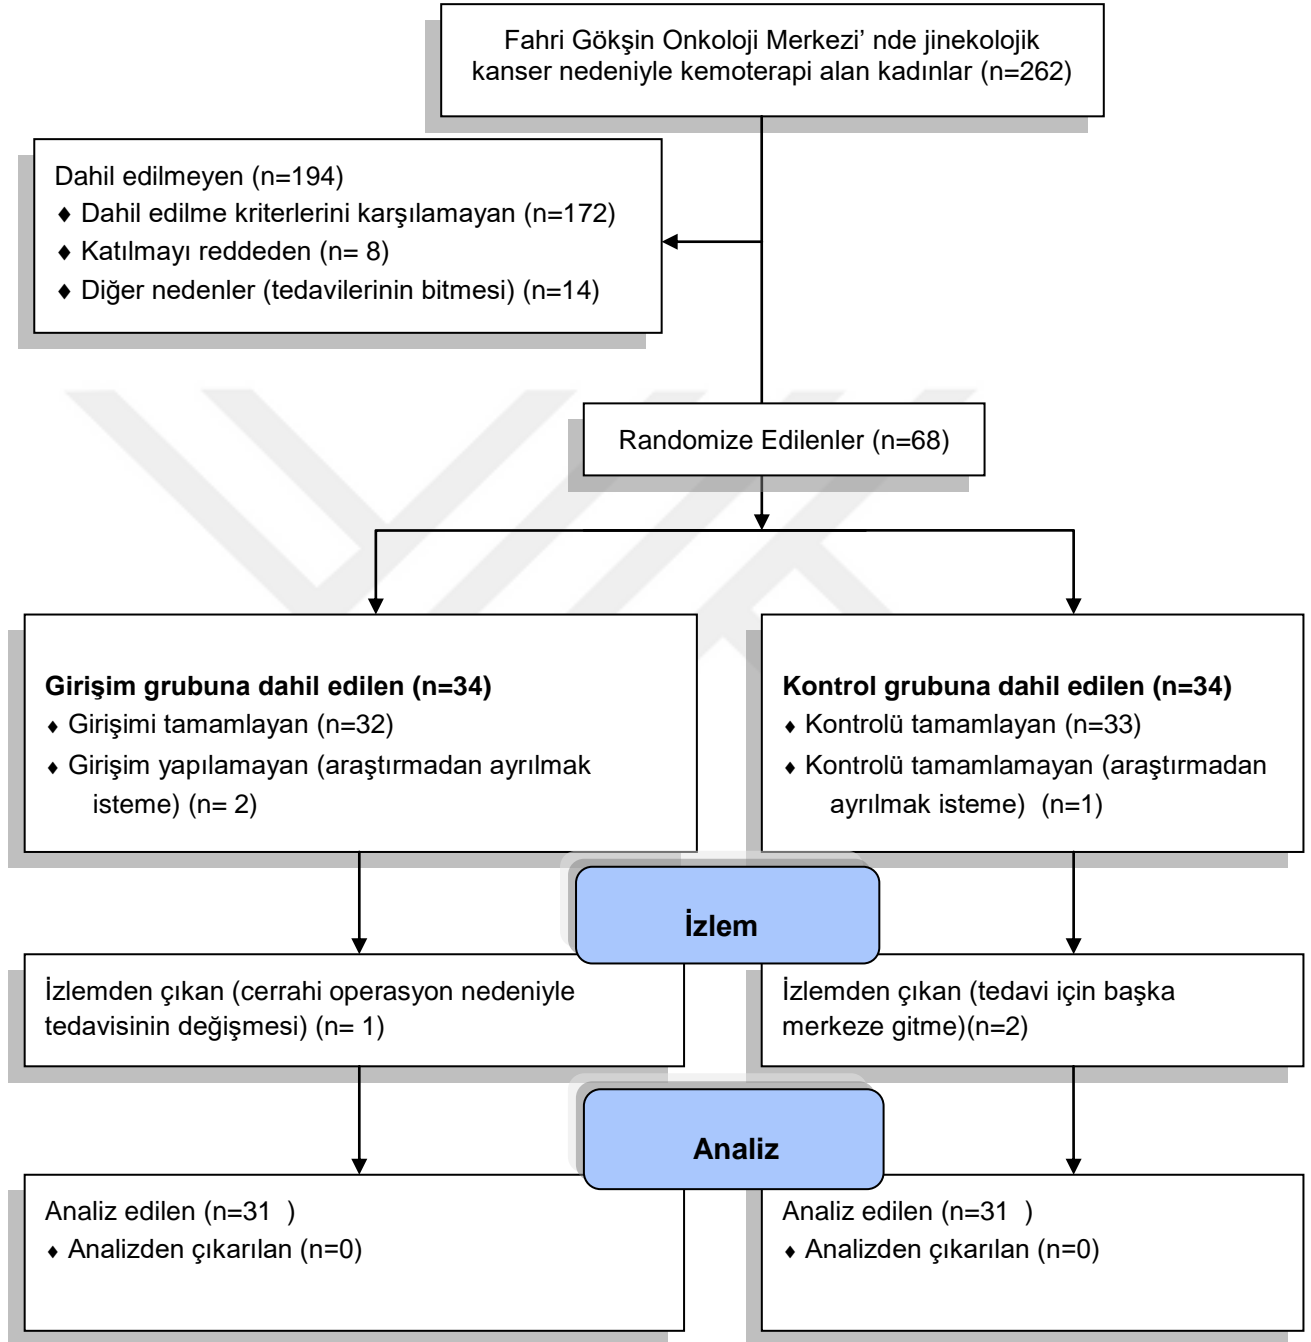 Fahri Gökşin Onkoloji Merkezi’ nde jinekolojik
kanser nedeniyle kemoterapi alan kadınlar (n=262)
Dahil edilmeyen (n=194)
♦ Dahil edilme kriterlerini karşılamayan (n=172)
♦ Katılmayı reddeden (n= 8)
♦ Diğer nedenler (tedavilerinin bitmesi) (n=14)
Randomize Edilenler (n=68)
Girişim grubuna dahil edilen (n=34)
♦ Girişimi tamamlayan (n=32)
♦ Girişim yapılamayan (araştırmadan ayrılmak
isteme) (n= 2)
Kontrol grubuna dahil edilen (n=34)
♦ Kontrolü tamamlayan (n=33)
♦ Kontrolü tamamlamayan (araştırmadan
ayrılmak isteme)  (n=1)
İzlem
İzlemden çıkan (cerrahi operasyon nedeniyle
tedavisinin değişmesi) (n= 1)
İzlemden çıkan (tedavi için başka
merkeze gitme)(n=2)
Analiz
Analiz edilen (n=31  )
♦ Analizden çıkarılan (n=0)
Analiz edilen (n=31  )
♦ Analizden çıkarılan (n=0)